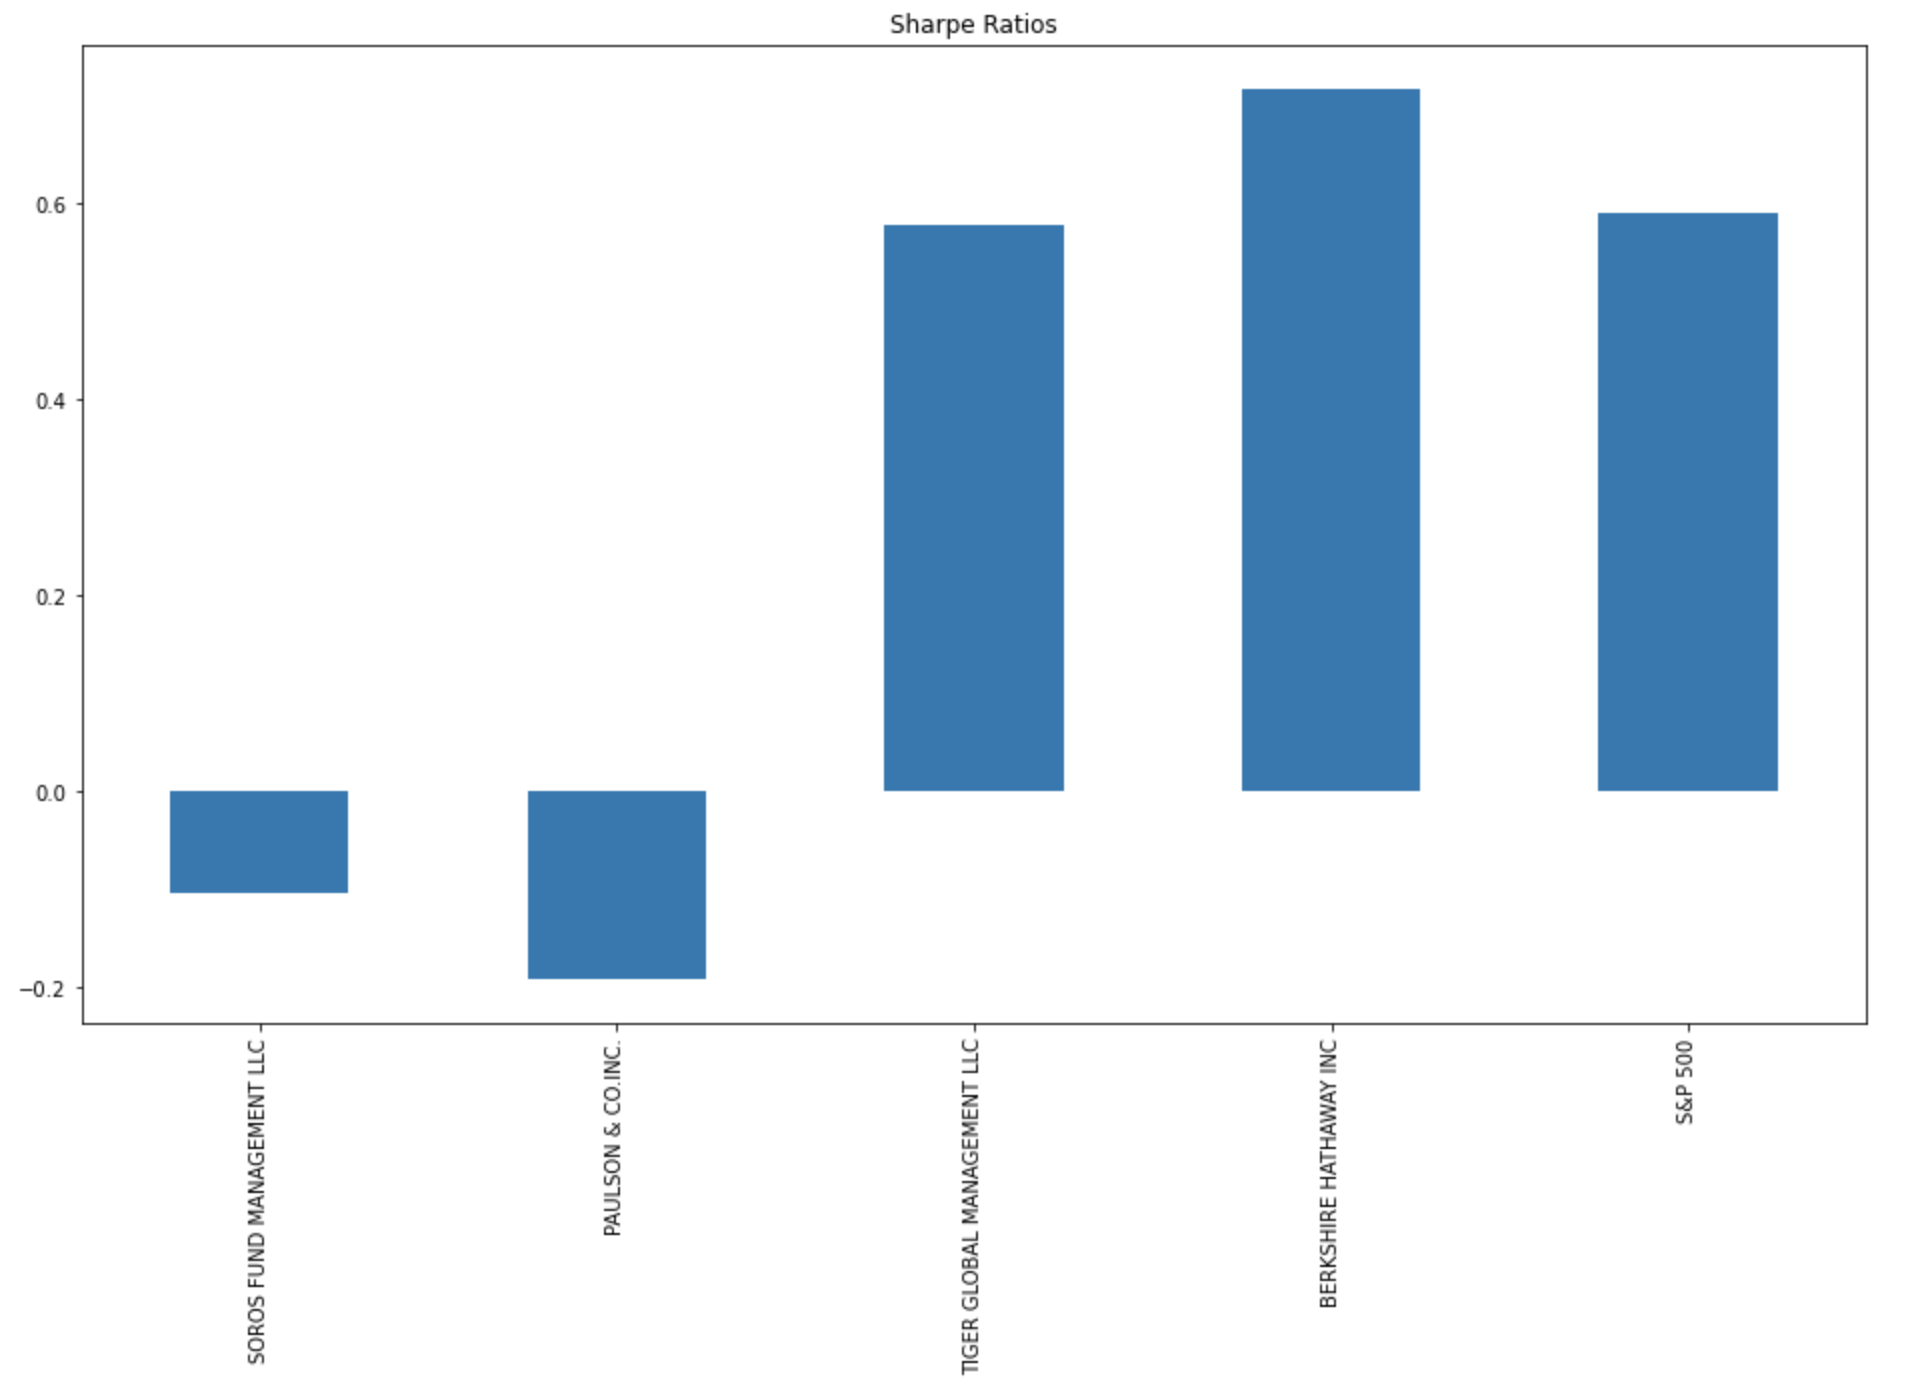 Sharpe Ratios
0.6
0.4
0.2
0.0
−0.2
SOROS FUND MANAGEMENT LLC
PAULSON & CO.INC.
TIGER GLOBAL MANAGEMENT LLC
BERKSHIRE HATHAWAY INC
S&P 500